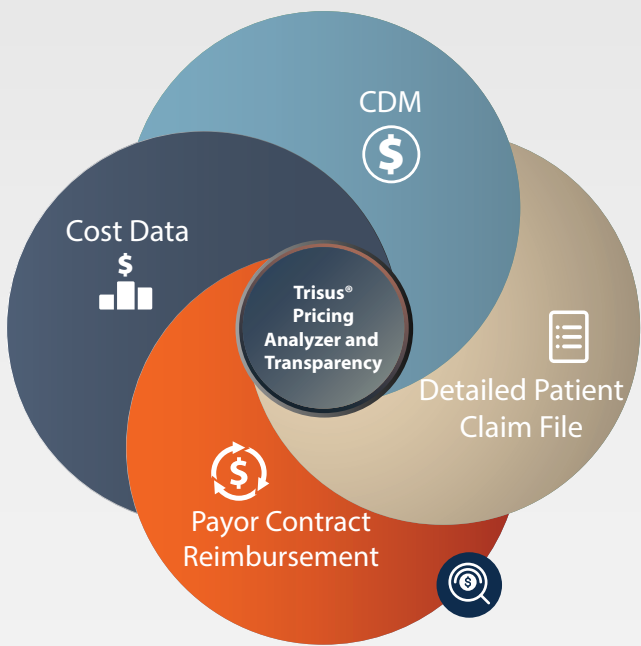 CDM
Cost Data
Trisus®
Pricing
Analyzer and
Transparency
Detailed Patient
Claim File
Payor Contract
Reimbursement